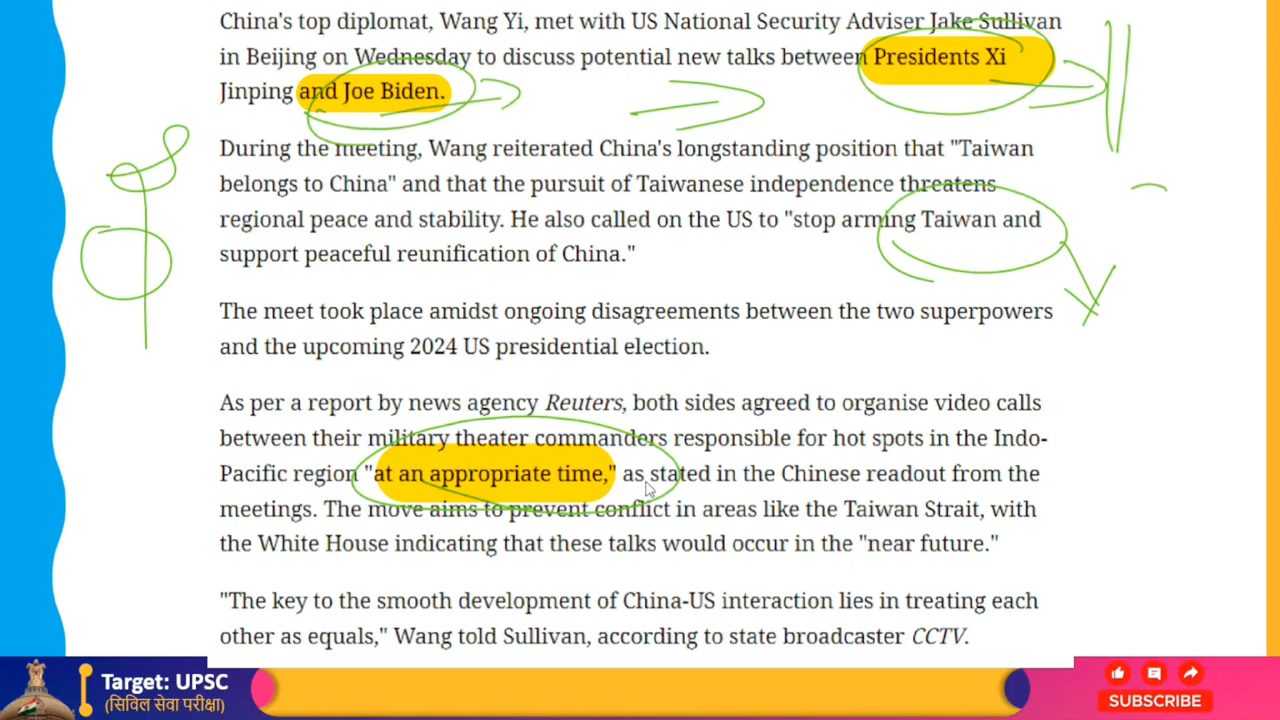 China's top diplomat, Wang Yi, met with US National Security Adviser Jake Sullivan
in Beijing on Wednesday to discuss potential new talks between Presidents Xi
Jinping and Joe Biden.
During the meeting, Wang reiterated China's longstanding position that "Taiwan
belongs to China" and that the pursuit of Taiwanese independence threatens
regional peace and stability. He also called on the US to "stop arming Taiwan and
support peaceful reunification of China."
The meet took place amidst ongoing disagreements between the two superpowers
and the upcoming 2024 US presidential election.
As per a report by news agency Reuters, both sides agreed to organise video calls
between their military theater commanders responsible for hot spots in the Indo-
Pacific region "at an appropriate time," as stated in the Chinese readout from the
meetings. The move aims to prevent conflict in areas like the Taiwan Strait, with
the White House indicating that these talks would occur in the "near future."
"The key to the smooth development of China-US interaction lies in treating each
other as equals," Wang told Sullivan, according to state broadcaster CCTV.
Target: UPSC
(सिविल सेवा परीक्षा)
SUBSCRIBE